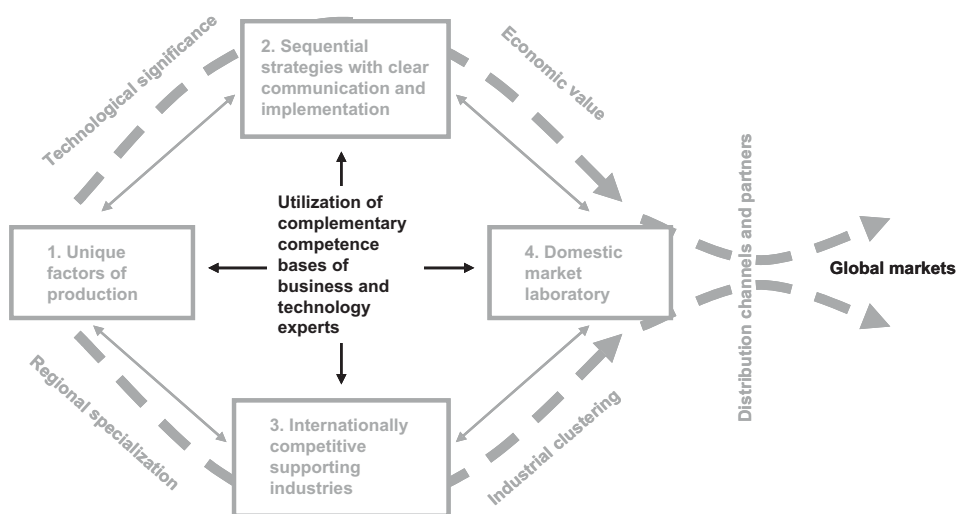 Technological significance
2. Sequential
strategies with clear
communication and
implementation
Economic value
Utilization of
complementary
competence
bases of
business and
technology
experts
1. Unique
factors of
production
4. Domestic
market
laboratory
Distribution channels and partners
Global markets
Regional specialization
3. Internationally
competitive
supporting
industries
Industrial clustering